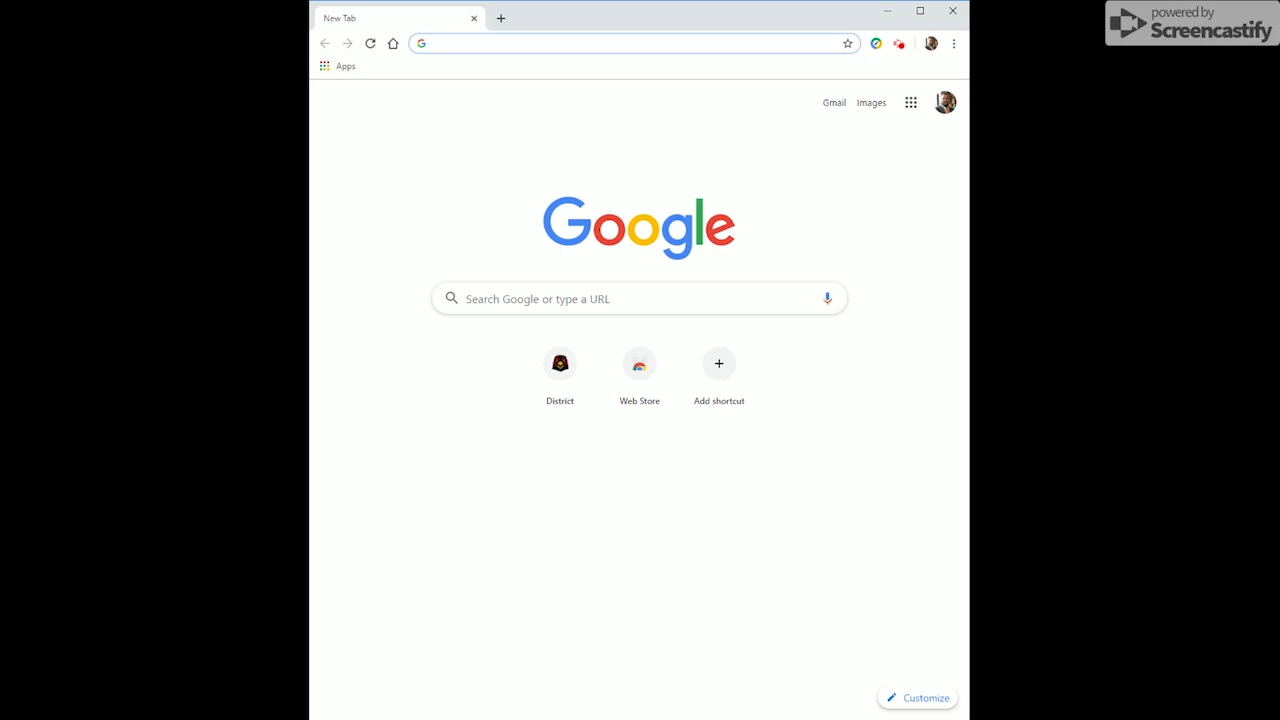 New Tab
powered by
Screencastify
Apps
Gmail Images
Google
Search Google or type a URL
District Web Store Add shortcut
Customize